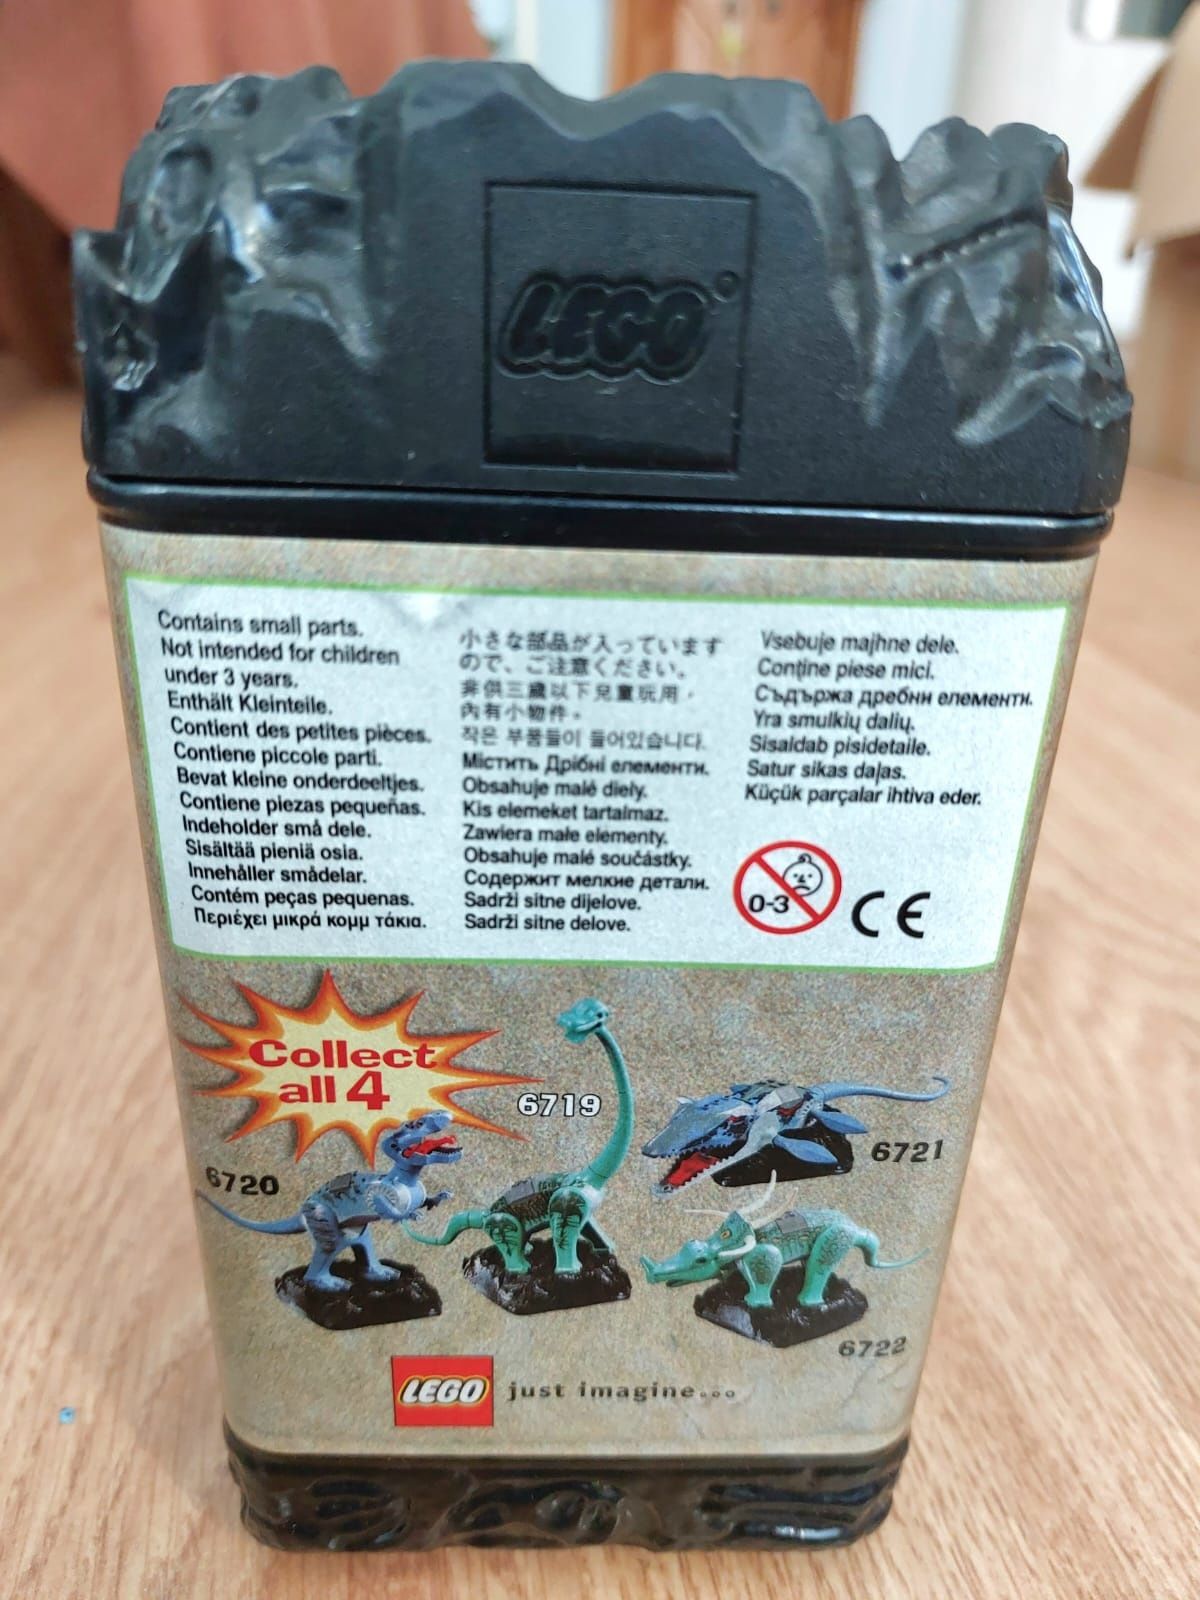 LEGO
Contains small parts.
Not intended for children
under 3 years.
Enthält Kleinteile.
Contient des petites pièces.
Contiene piccole parti.
Bevat kleine onderdeeltjes.
Contiene piezas pequeñas.
Indeholder små dele.
Sisältää pieniä osia.
Innehåller smådelar.
Contém peças pequenas.
Περιέχει μικρά κομμ τάκια.
小さな部品が入っています
ので、ご注意ください。
非供三歲以下兒童玩用，
內有小物件。
작은 부품들이 들어있습니다.
Містить Дрібні елементи.
Obsahuje malé diely.
Kis elemeket tartalmaz.
Zawiera małe elementy.
Obsahuje malé součástky.
Содержит мелкие детали.
Sadrži sitne dijelove.
Sadrži sitne delove.
Vsebuje majhne dele.
Conţine piese mici.
Съдържа дребни елементи.
Yra smulkių dalių.
Sisaldab pisidetaile.
Satur sīkas daļas.
Küçük parçalar ihtiva eder.
0-3
CE
Collect
all 4
6719
6720
6721
6722
LEGO just imagine...